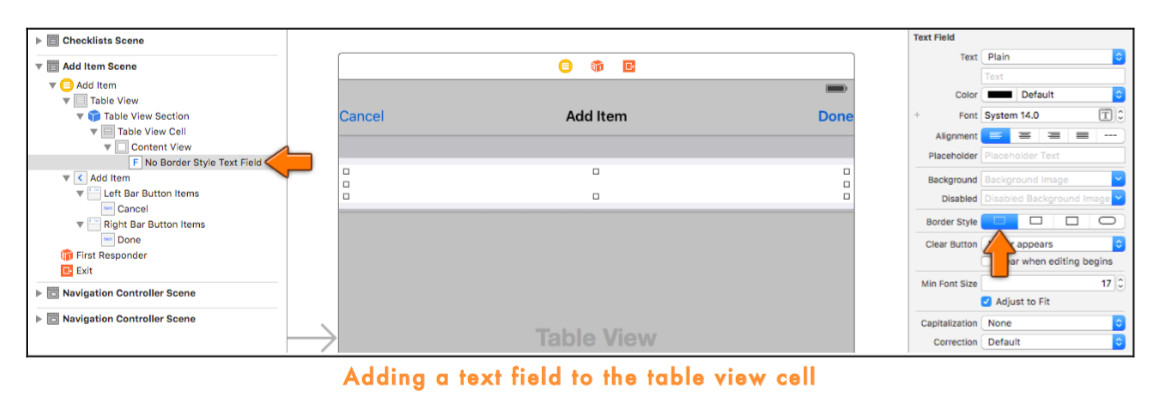 Checklists Scene
Add Item Scene
Add Item
Table View
Table View Section
Table View Cell
Content View
F No Border Style Text Field
Add Item
Left Bar Button Items
Cancel
Right Bar Button Items
Done
First Responder
Exit
Navigation Controller Scene
Navigation Controller Scene
Cancel Add Item Done
Table View
Text Field
Text Plain
Text
Color Default
+ Font System 14.0 T
Alignment ---
Placeholder Placeholder Text
Background Background Image
Disabled Disabled Background Image
Border Style
Clear Button appears
when editing begins
Min Font Size 17
Adjust to Fit
Capitalization None
Correction Default
Adding a text field to the table view cell